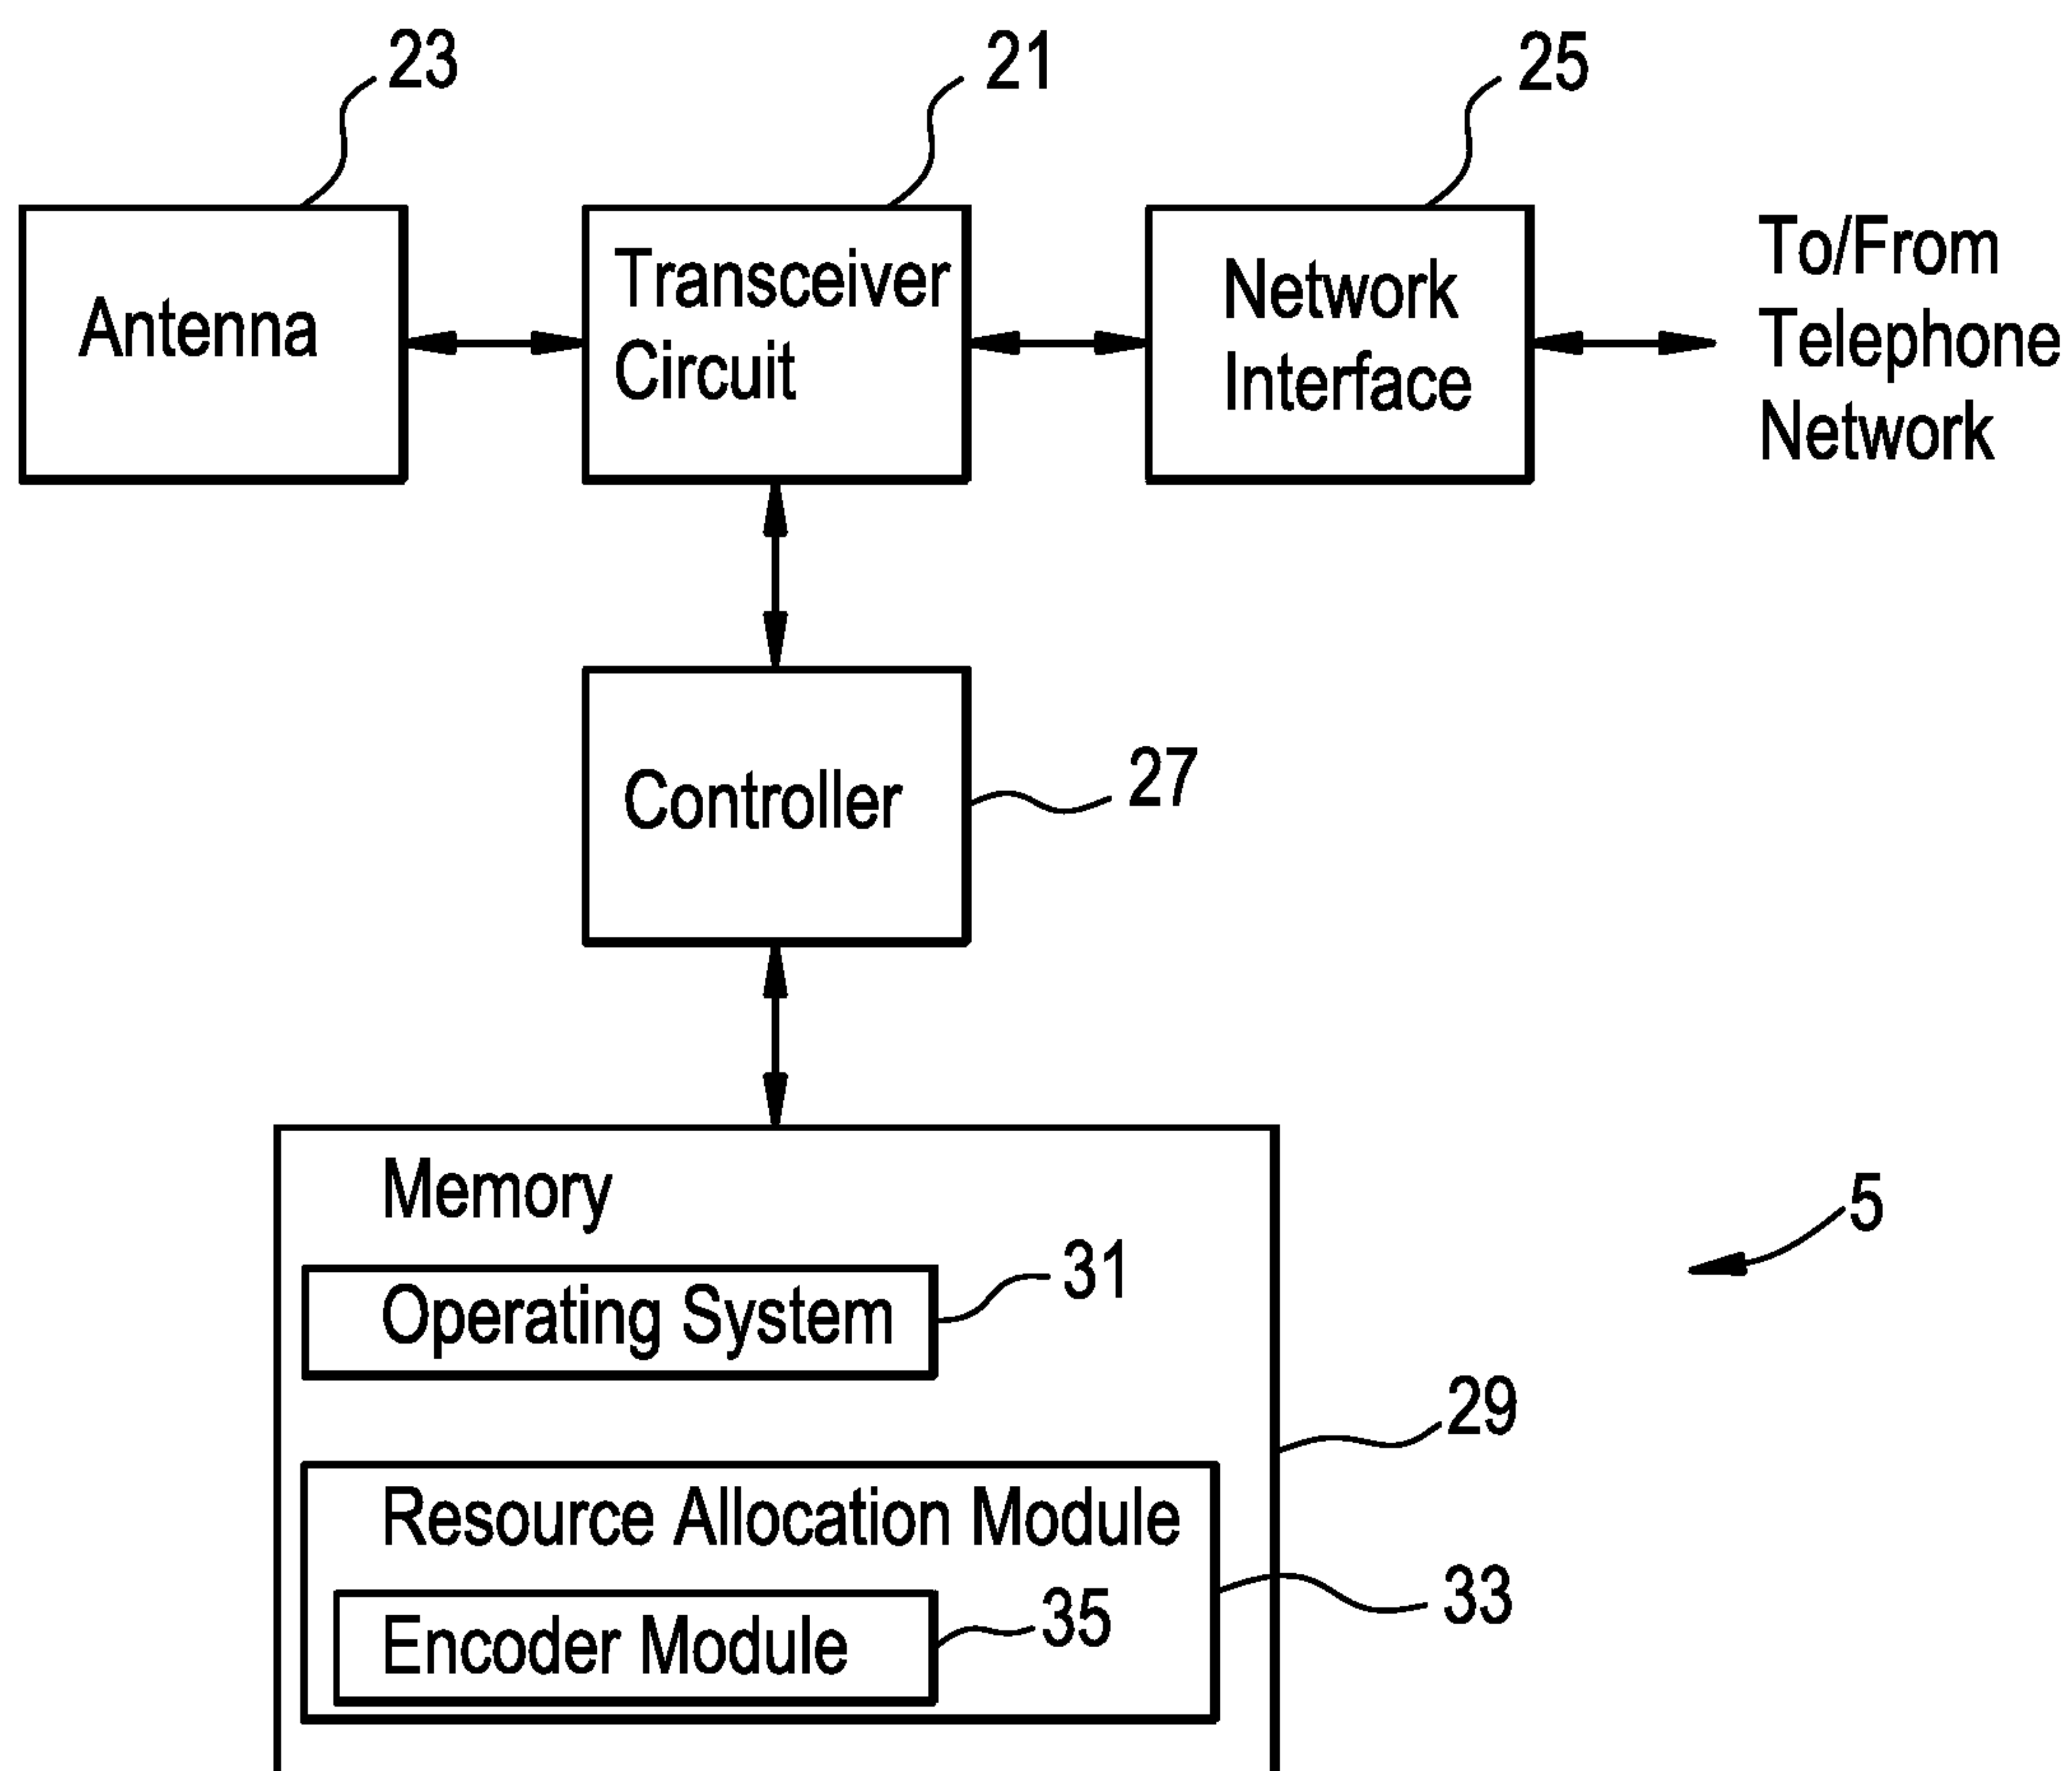 23
21
25
Antenna
Transceiver
Circuit
Network
Interface
To/From
Telephone
Network
Controller
27
Memory
5
Operating System
31
29
Resource Allocation Module
33
Encoder Module
35